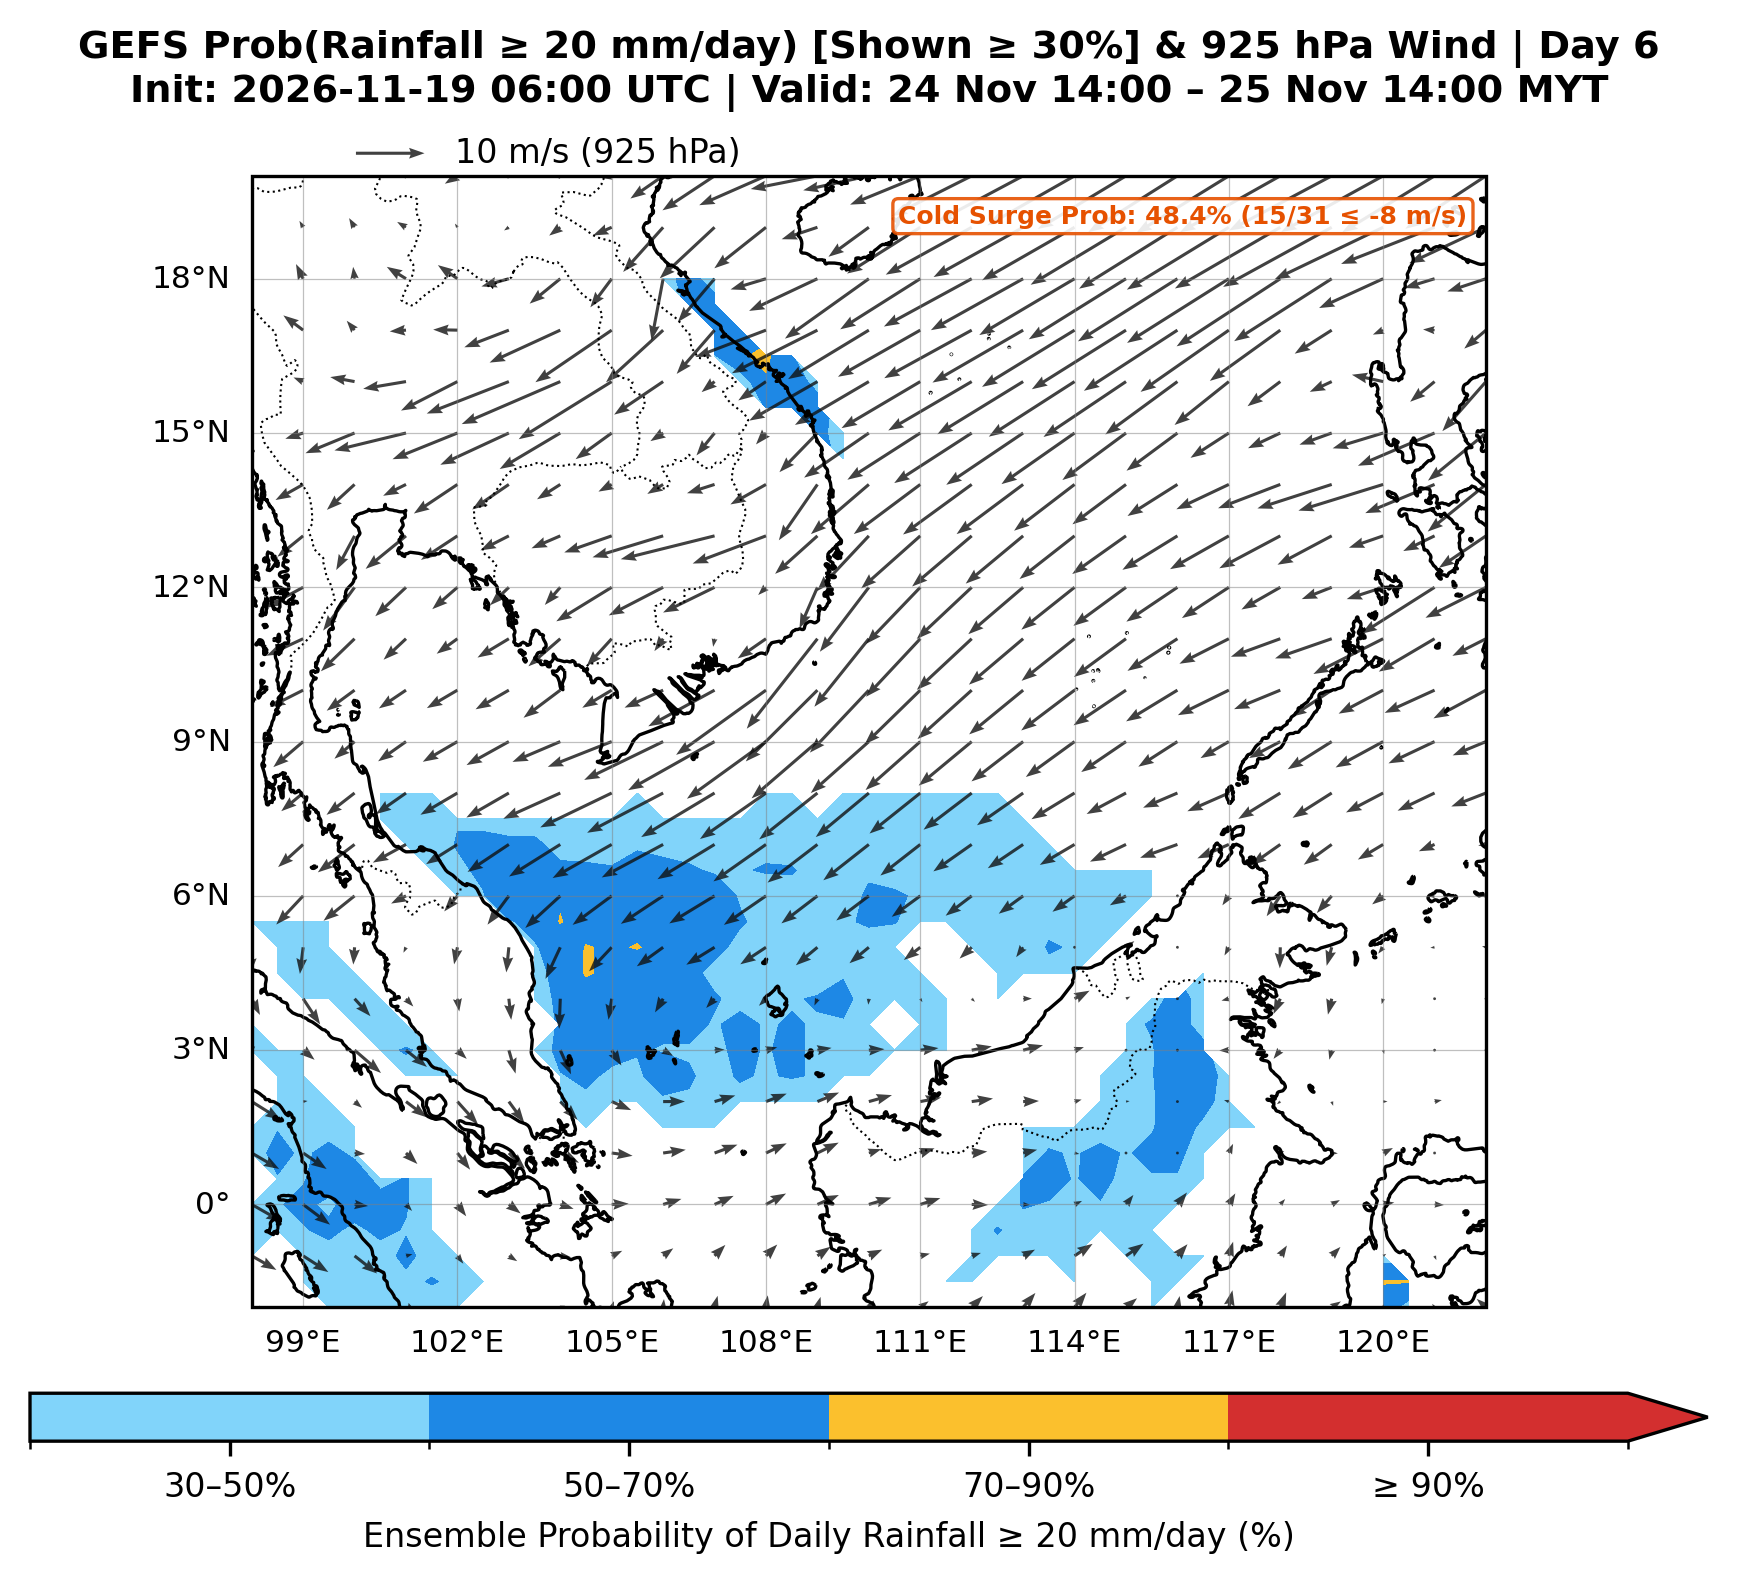 GEFS Prob(Rainfall ≥ 20 mm/day) [Shown ≥ 30%] & 925 hPa Wind | Day 6
Init: 2026-11-19 06:00 UTC | Valid: 24 Nov 14:00 – 25 Nov 14:00 MYT
10 m/s (925 hPa)
Cold Surge Prob: 48.4% (15/31 ≤ -8 m/s)
18°N
15°N
12°N
9°N
6°N
3°N
0°
99°E 102°E 105°E 108°E 111°E 114°E 117°E 120°E
30–50% 50–70% 70–90% ≥ 90%
Ensemble Probability of Daily Rainfall ≥ 20 mm/day (%)